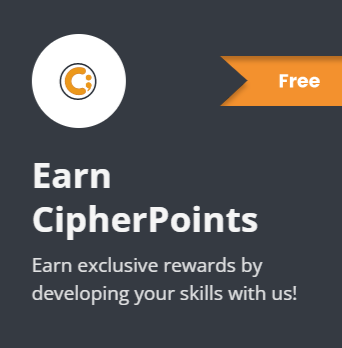 Free
Earn
CipherPoints
Earn exclusive rewards by
developing your skills with us!